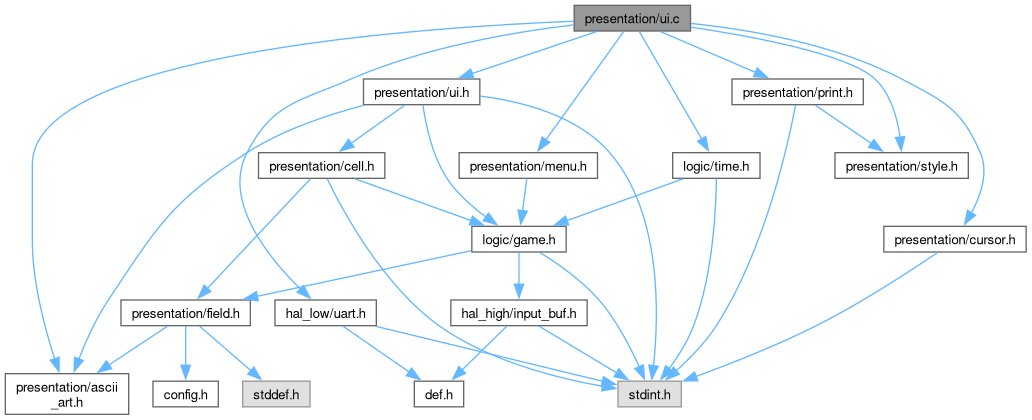 presentation/ui.c
presentation/ui.h
presentation/print.h
presentation/cell.h
presentation/menu.h
logic/time.h
presentation/style.h
logic/game.h
presentation/cursor.h
presentation/field.h
hal_low/uart.h
hal_high/input_buf.h
presentation/ascii
_art.h
config.h
stddef.h
def.h
stdint.h